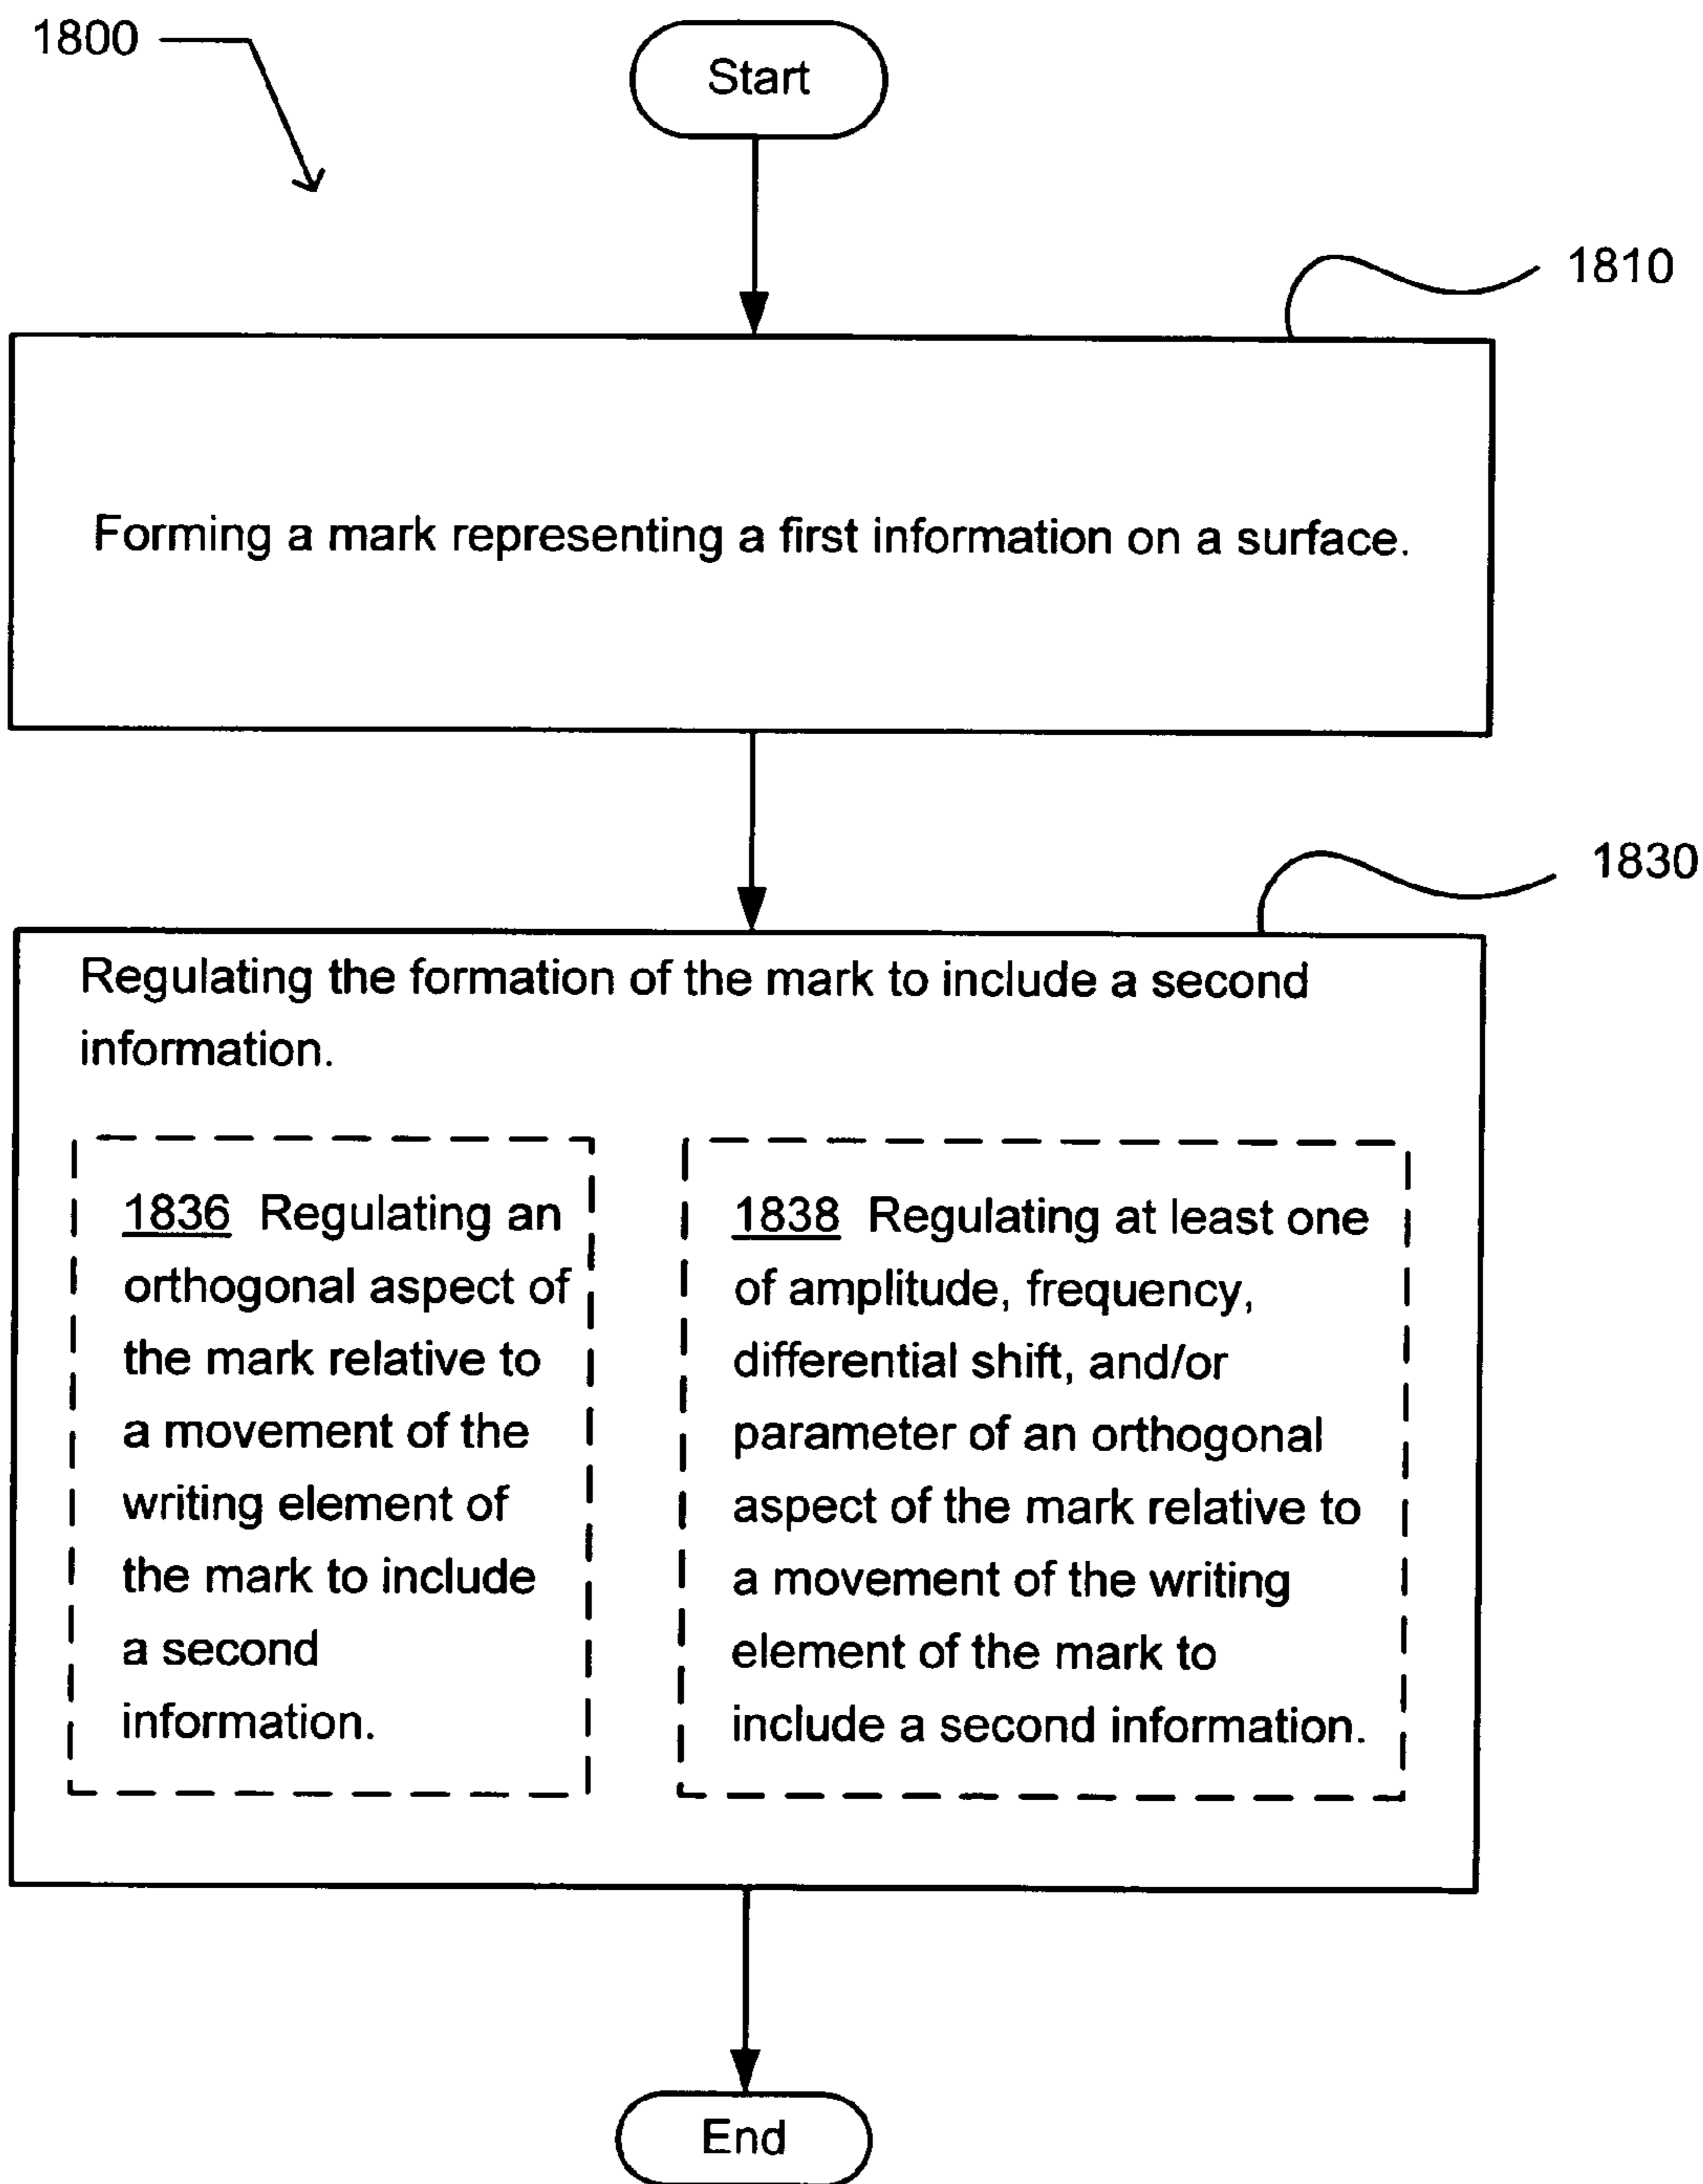 1800
Start
1810
Forming a mark representing a first information on a surface.
1830
Regulating the formation of the mark to include a second
information.
1836 Regulating an
orthogonal aspect of
the mark relative to
a movement of the
writing element of
the mark to include
a second
information.
1838 Regulating at least one
of amplitude, frequency,
differential shift, and/or
parameter of an orthogonal
aspect of the mark relative to
a movement of the writing
element of the mark to
include a second information.
End